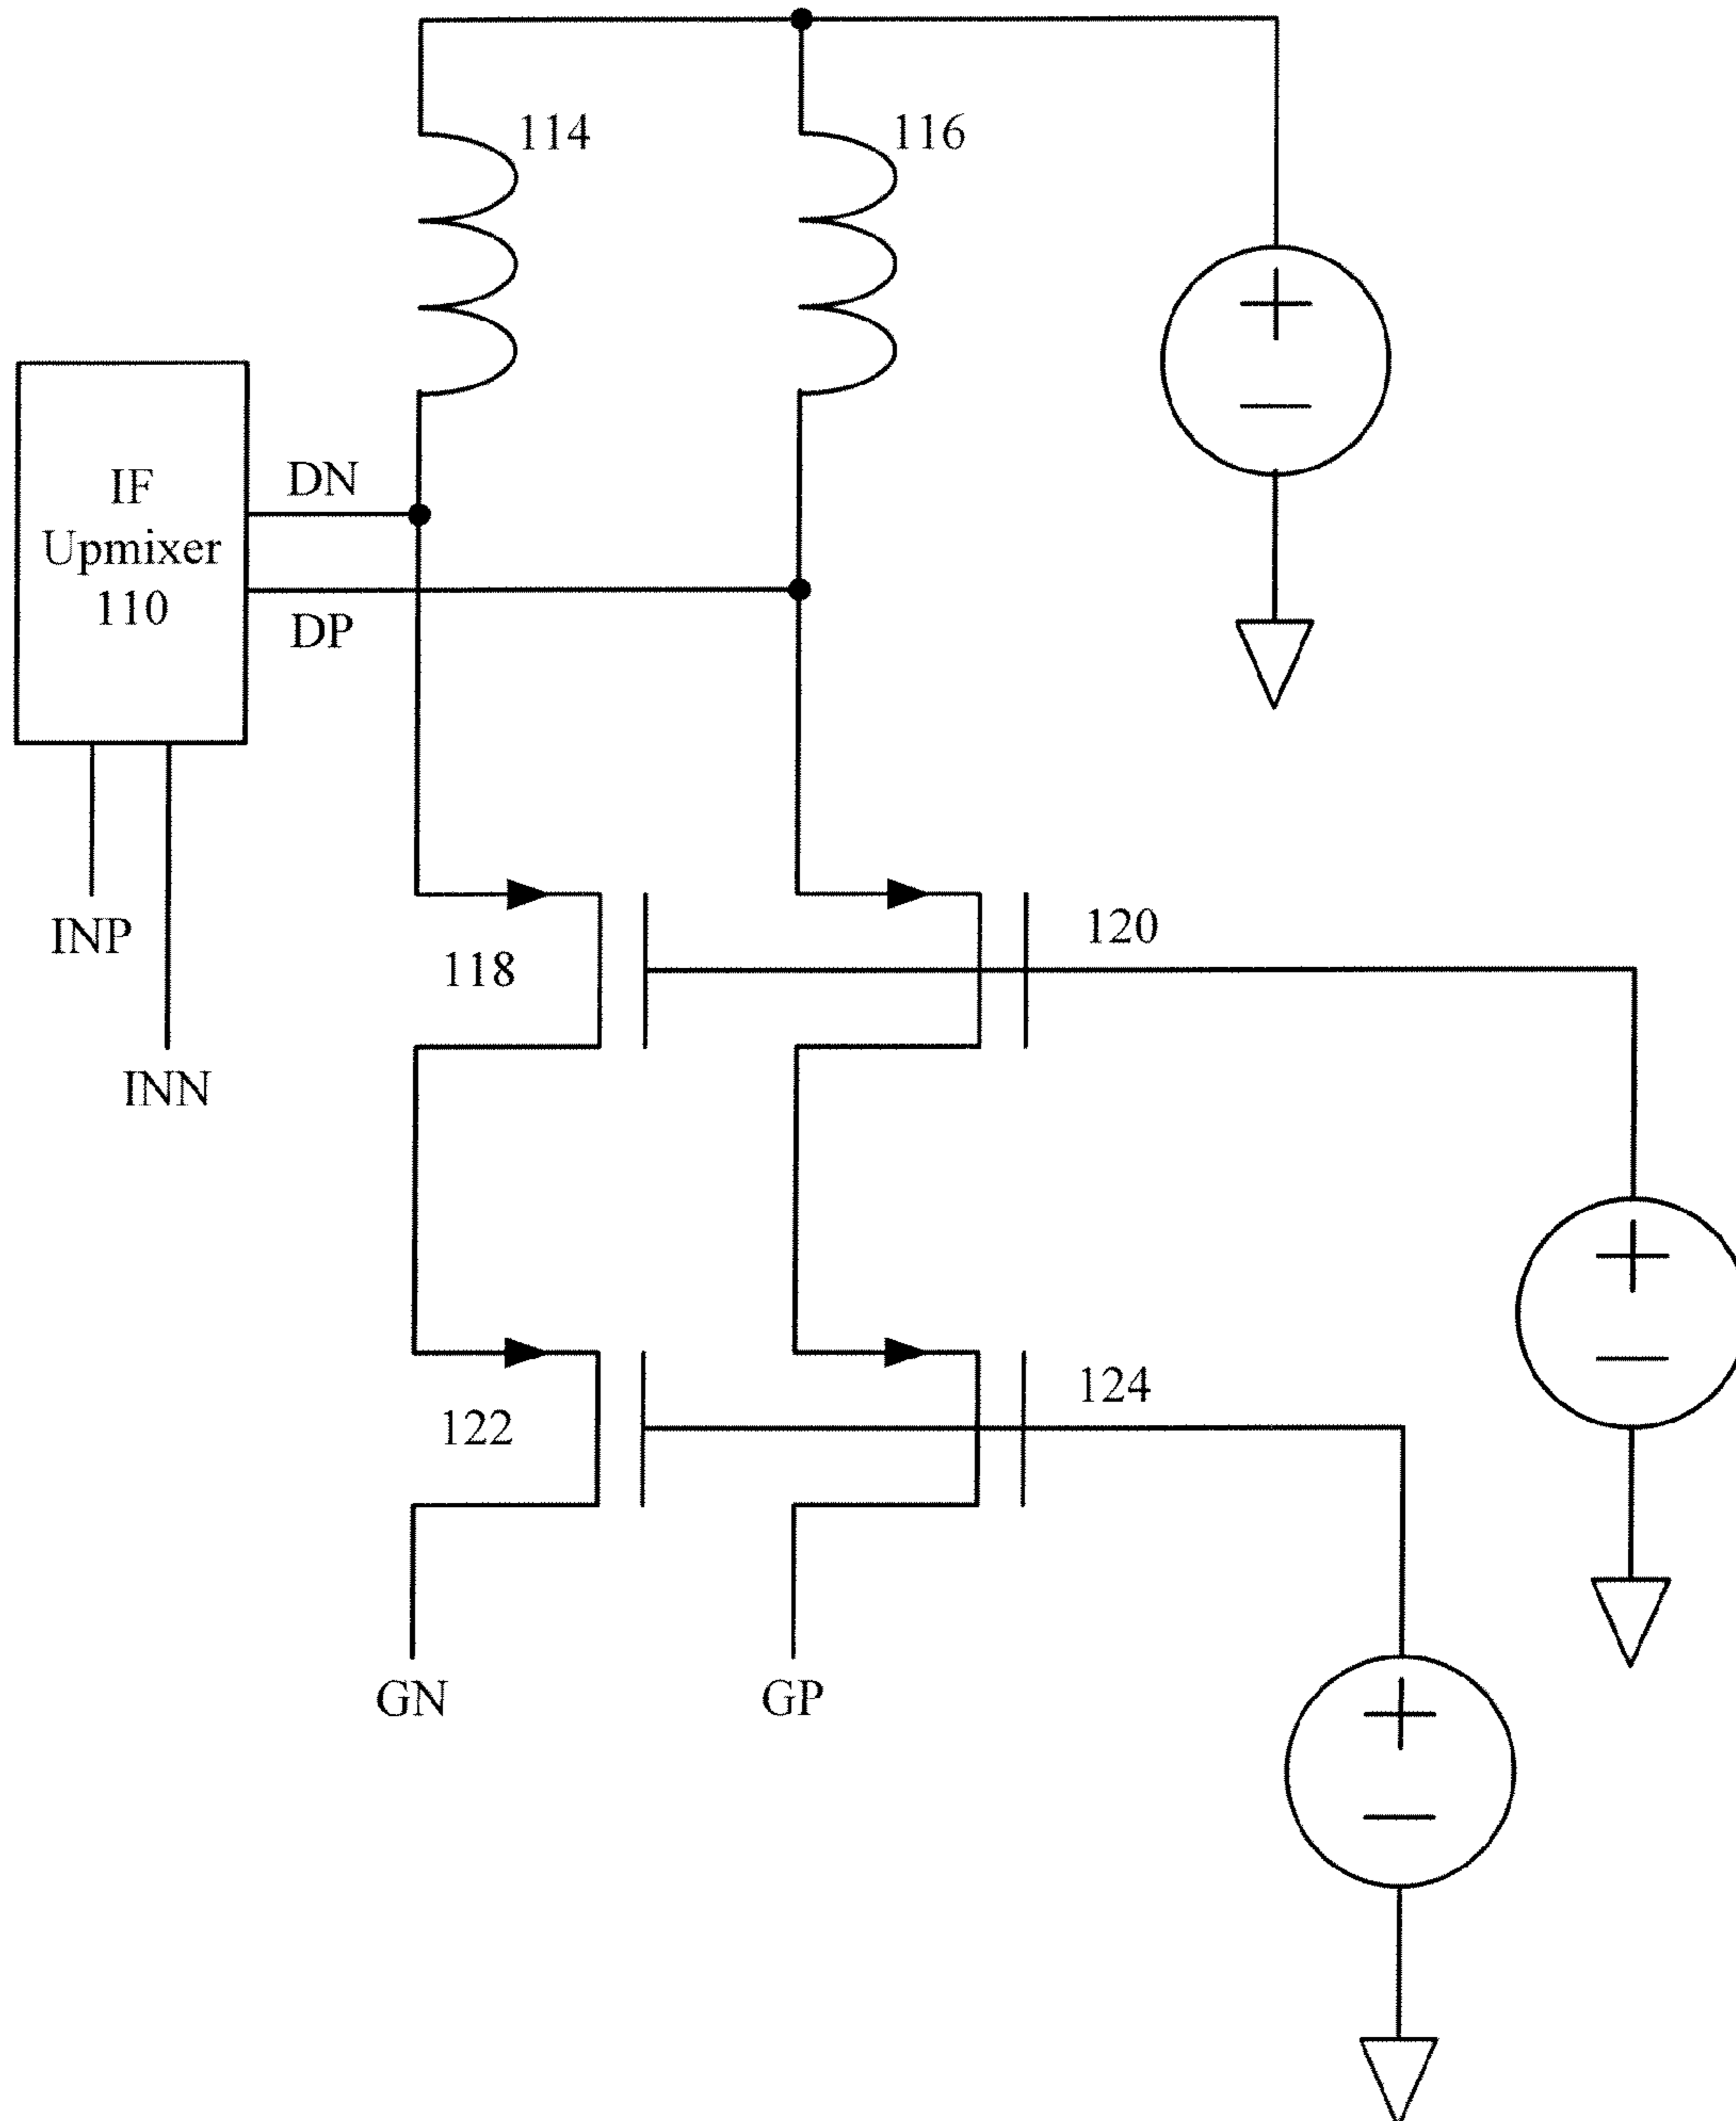 114
116
IF
Upmixer
110
DN
DP
INP
INN
118
120
122
124
GN
GP